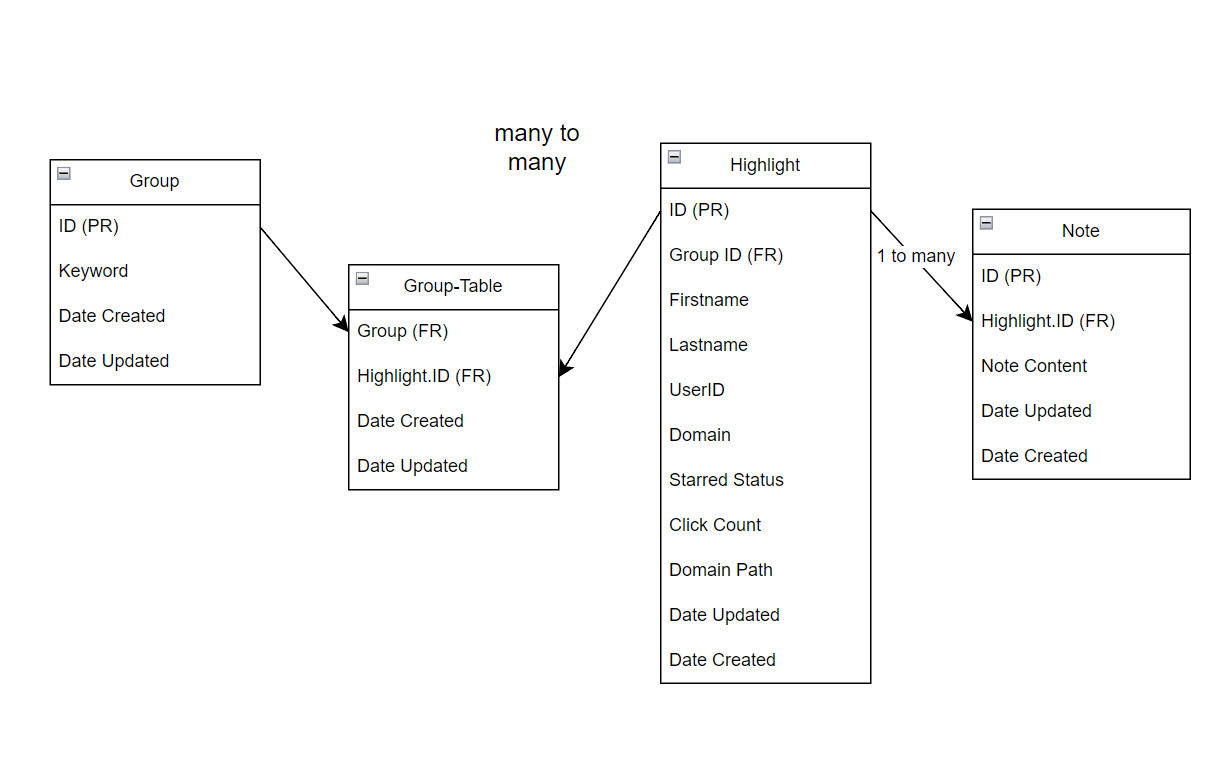 many to
many
Group
ID (PR)
Keyword
Date Created
Date Updated
Group-Table
Group (FR)
Highlight.ID (FR)
Date Created
Date Updated
Highlight
ID (PR)
Group ID (FR)
Firstname
Lastname
UserID
Domain
Starred Status
Click Count
Domain Path
Date Updated
Date Created
1 to many
Note
ID (PR)
Highlight.ID (FR)
Note Content
Date Updated
Date Created